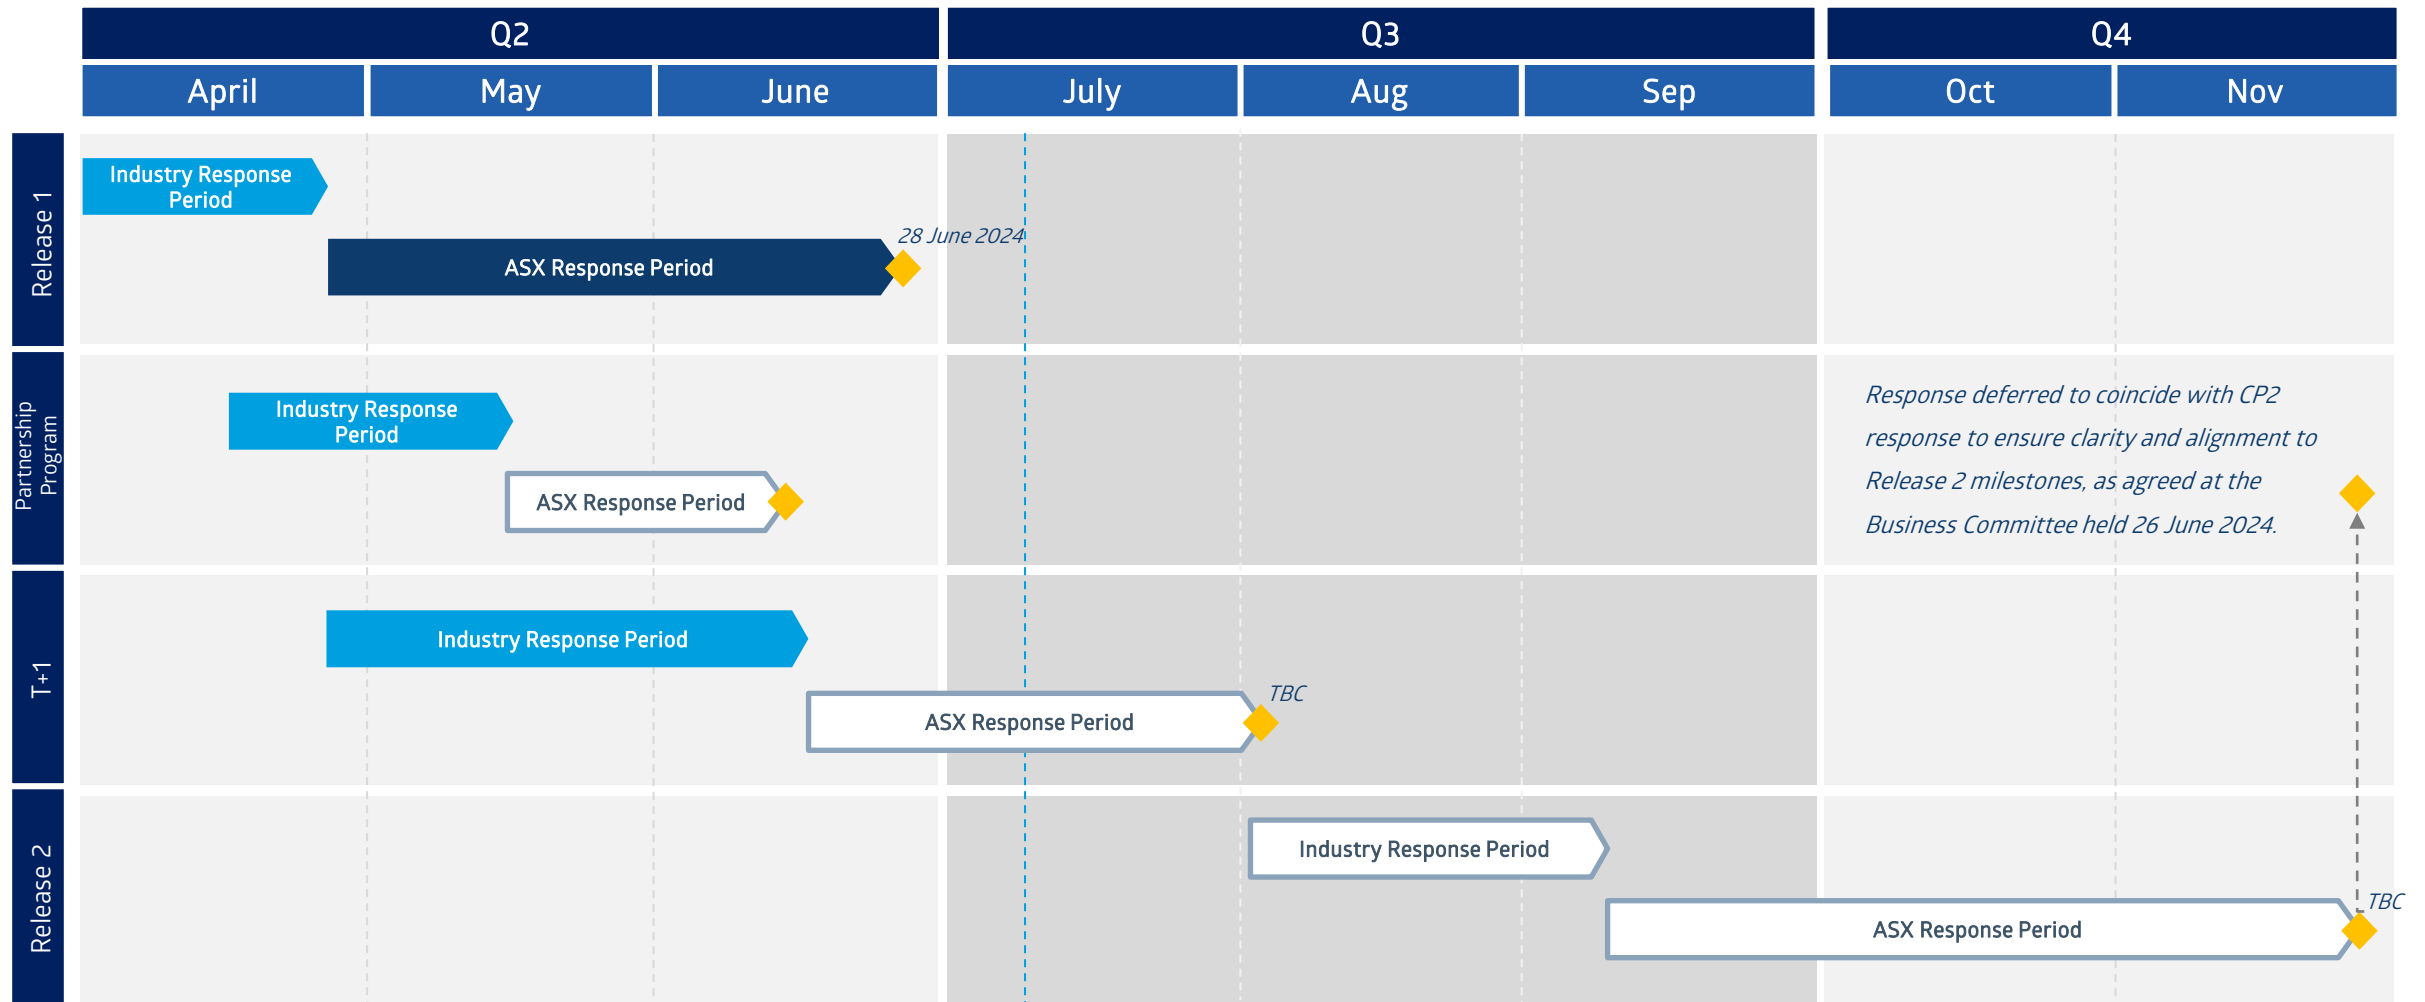 Q2
Q3
Q4
April
May
June
July
Aug
Sep
Oct
Nov
Release 1
Industry Response
Period
28 June 2024
ASX Response Period
Partnership
Program
Industry Response
Period
ASX Response Period
Response deferred to coincide with CP2
response to ensure clarity and alignment to
Release 2 milestones, as agreed at the
Business Committee held 26 June 2024.
T+1
Industry Response Period
TBC
ASX Response Period
Release 2
Industry Response Period
TBC
ASX Response Period